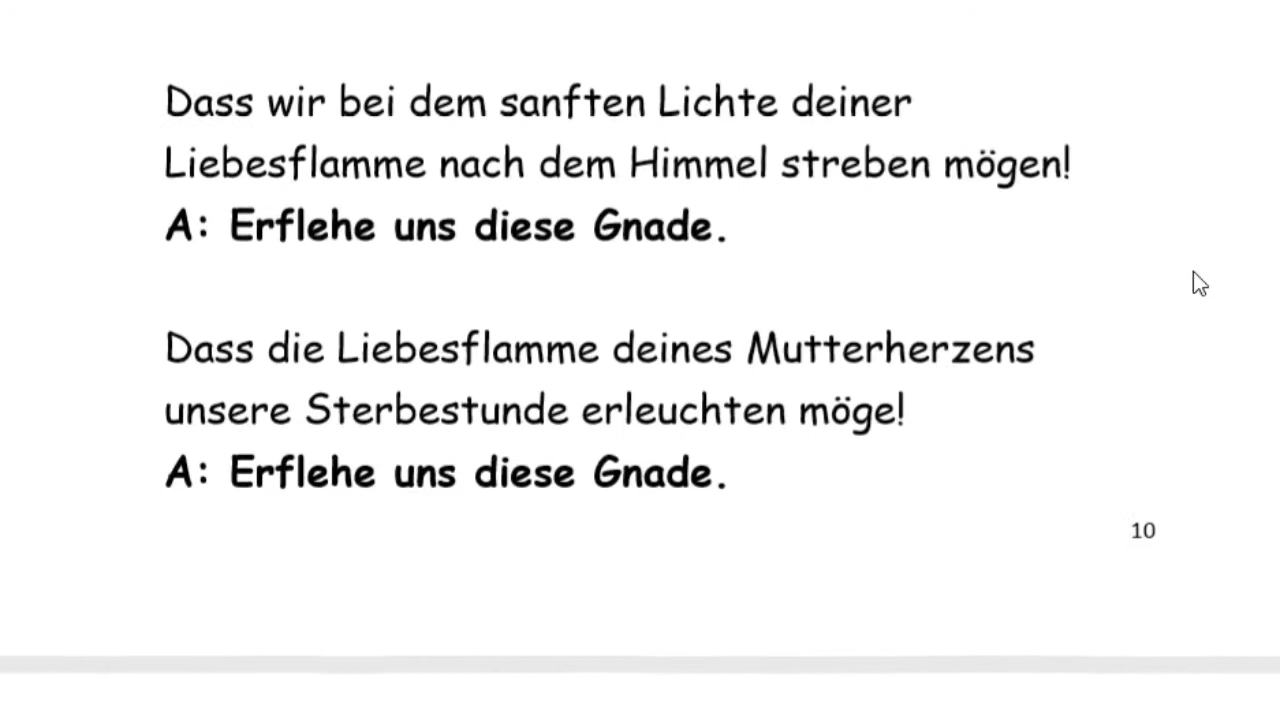 Dass wir bei dem sanften Lichte deiner
Liebesflamme nach dem Himmel streben mögen!
A: Erflehe uns diese Gnade.
Dass die Liebesflamme deines Mutterherzens
unsere Sterbestunde erleuchten möge!
A: Erflehe uns diese Gnade.
10